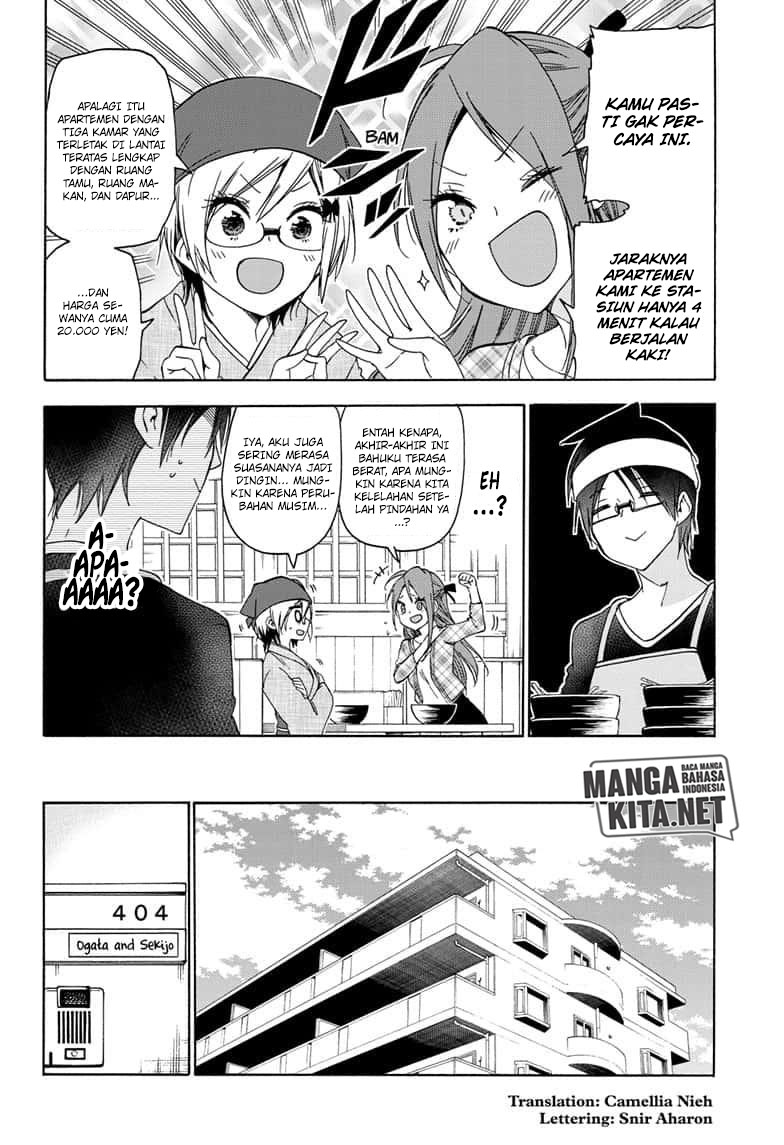 KAMU PAS-
TI GAK PER-
CAYA INI.
JARAKNYA
APARTEMEN
KAMI KE STA-
SIUN HANYA 4
MENIT KALAU
BERJALAN
KAKI!
BAM
APALAGI ITU
APARTEMEN DENGAN
TIGA KAMAR YANG
TERLETAK DI LANTAI
TERATAS LENGKAP
DENGAN RUANG
TAMU, RUANG MA-
KAN, DAN DAPUR...
...DAN
HARGA SE-
WANYA CUMA
20.000 YEN!
EH
...?
ENTAH KENAPA,
AKHIR-AKHIR INI
BAHUKU TERASA
BERAT, APA MUNG-
KIN KARENA KITA
KELELAHAN SETE-
LAH PINDAHAN YA
...?
IYA, AKU JUGA
SERING MERASA
SUASANANYA JADI
DINGIN... MUNG-
KIN KARENA PERU-
BAHAN MUSIM...
A-
APA-
AAAA?
MANGA
KITA.NET
BACA MANGA
BAHASA
INDONESIA
404
Ogata and Sekijo
Translation: Camellia Nieh
Lettering: Snir Aharon